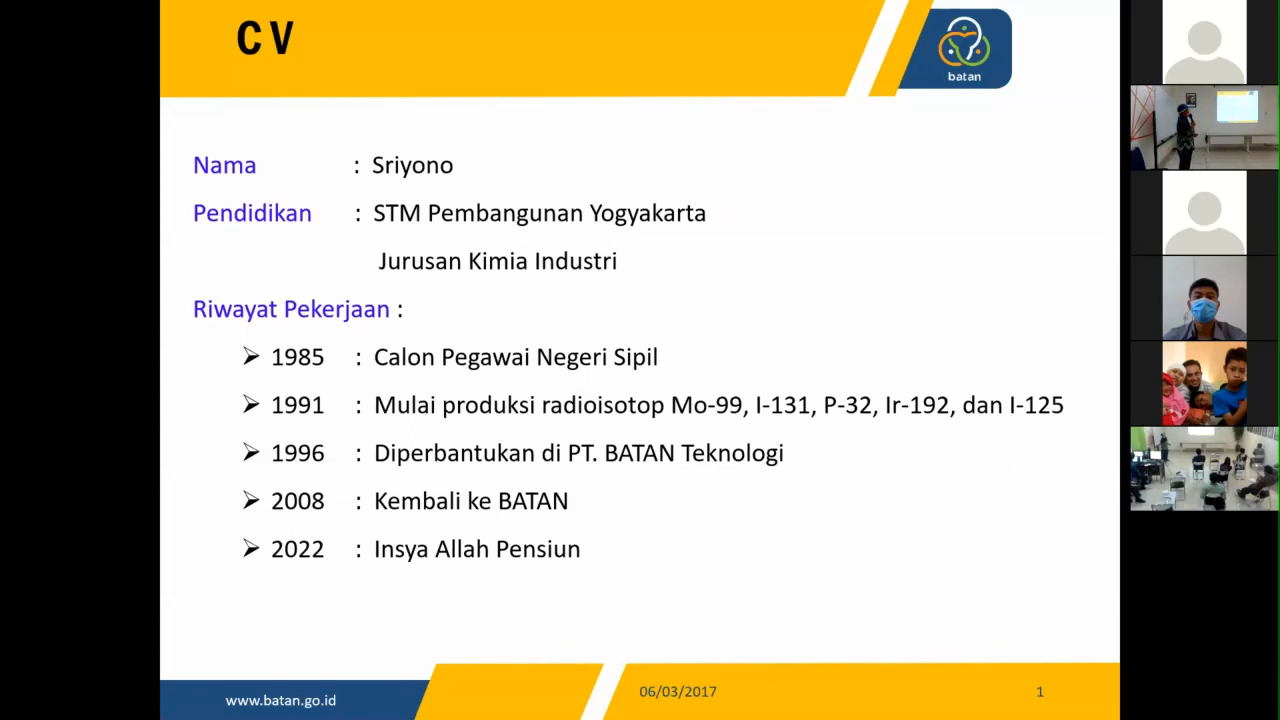 CV
batan
Nama : Sriyono
Pendidikan : STM Pembangunan Yogyakarta
Jurusan Kimia Industri
Riwayat Pekerjaan :
➢ 1985 : Calon Pegawai Negeri Sipil
➢ 1991 : Mulai produksi radioisotop Mo-99, I-131, P-32, Ir-192, dan I-125
➢ 1996 : Diperbantukan di PT. BATAN Teknologi
➢ 2008 : Kembali ke BATAN
➢ 2022 : Insya Allah Pensiun
www.batan.go.id
06/03/2017
1